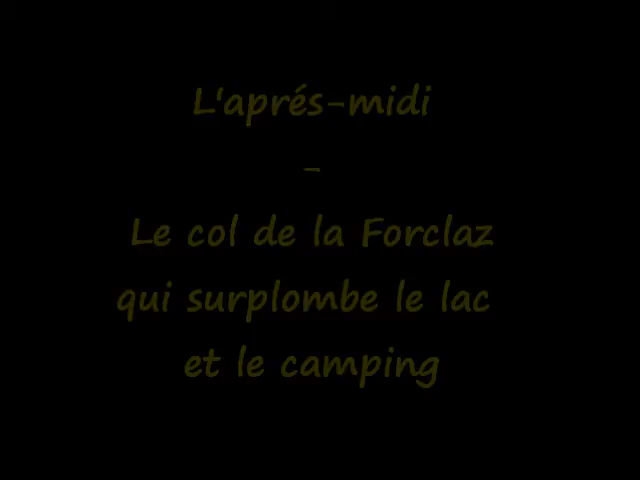 L'aprés-midi
-
Le col de la Forclaz
qui surplombe le lac
et le camping